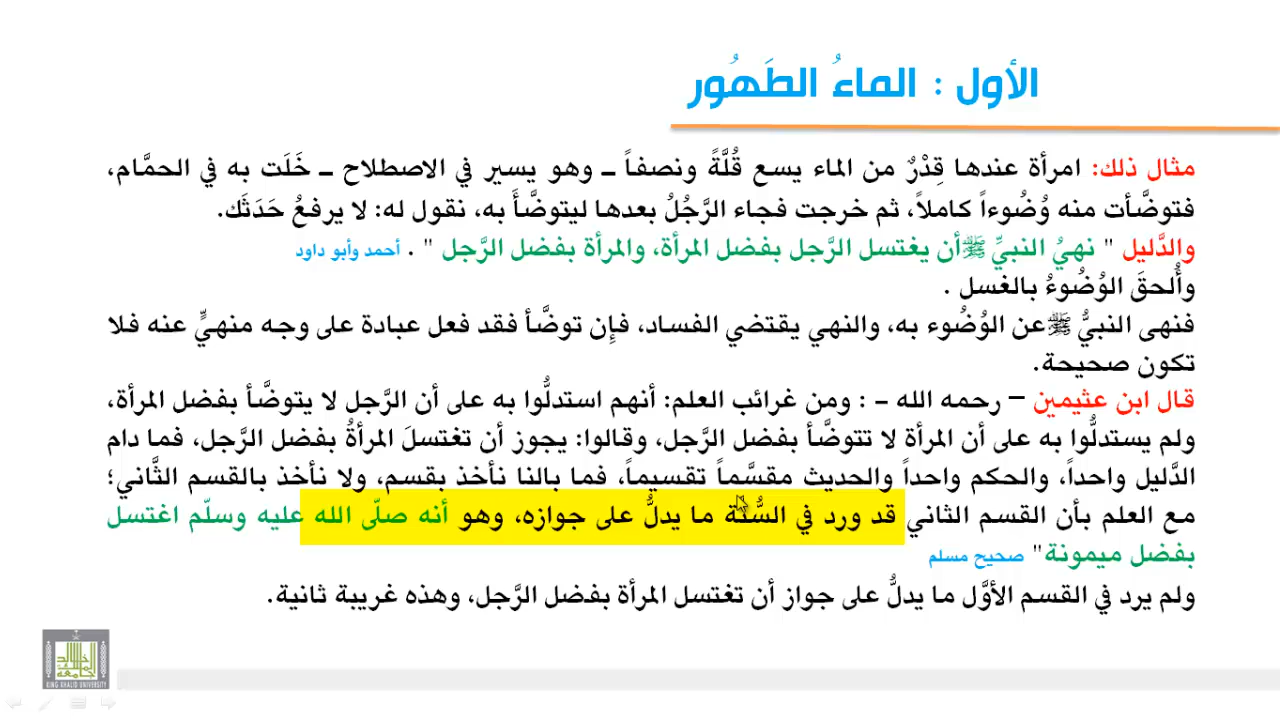 الأول : الماءُ الطَهُور
مثال ذلك: امرأة عندها قِدْرٌ من الماء يسع قُلَّةً ونصفاً ــ وهو يسير في الاصطلاح ــ خَلَت به في الحمَّام،
فتوضَّأت منه وُضُوءاً كاملاً، ثم خرجت فجاء الرَّجُلُ بعدها ليتوضَّأَ به، نقول له: لا يرفعُ حَدَثَك.
والدَّليل " نهيُ النبيِّ ﷺ أن يغتسل الرَّجل بفضل المرأة، والمرأة بفضل الرَّجل " . أحمد وأبو داود
وأُلحقَ الوُضُوءُ بالغسل .
فنهى النبيُّ ﷺ عن الوُضُوء به، والنهي يقتضي الفساد، فإِن توضَّأ فقد فعل عبادة على وجه منهيٍّ عنه فلا
تكون صحيحة.
قال ابن عثيمين – رحمه الله - : ومن غرائب العلم: أنهم استدلُّوا به على أن الرَّجل لا يتوضَّأ بفضل المرأة،
ولم يستدلُّوا به على أن المرأة لا تتوضَّأ بفضل الرَّجل، وقالوا: يجوز أن تغتسلَ المرأةُ بفضل الرَّجل، فما دام
الدَّليل واحداً، والحكم واحداً والحديث مقسَّماً تقسيماً، فما بالنا نأخذ بقسم، ولا نأخذ بالقسم الثَّاني؛
مع العلم بأن القسم الثاني قد ورد في السُّنَّة ما يدلُّ على جوازه، وهو أنه صلّى الله عليه وسلّم اغتسل
بفضل ميمونة" صحيح مسلم
ولم يرد في القسم الأوَّل ما يدلُّ على جواز أن تغتسل المرأة بفضل الرَّجل، وهذه غريبة ثانية.
KING KHALID UNIVERSITY